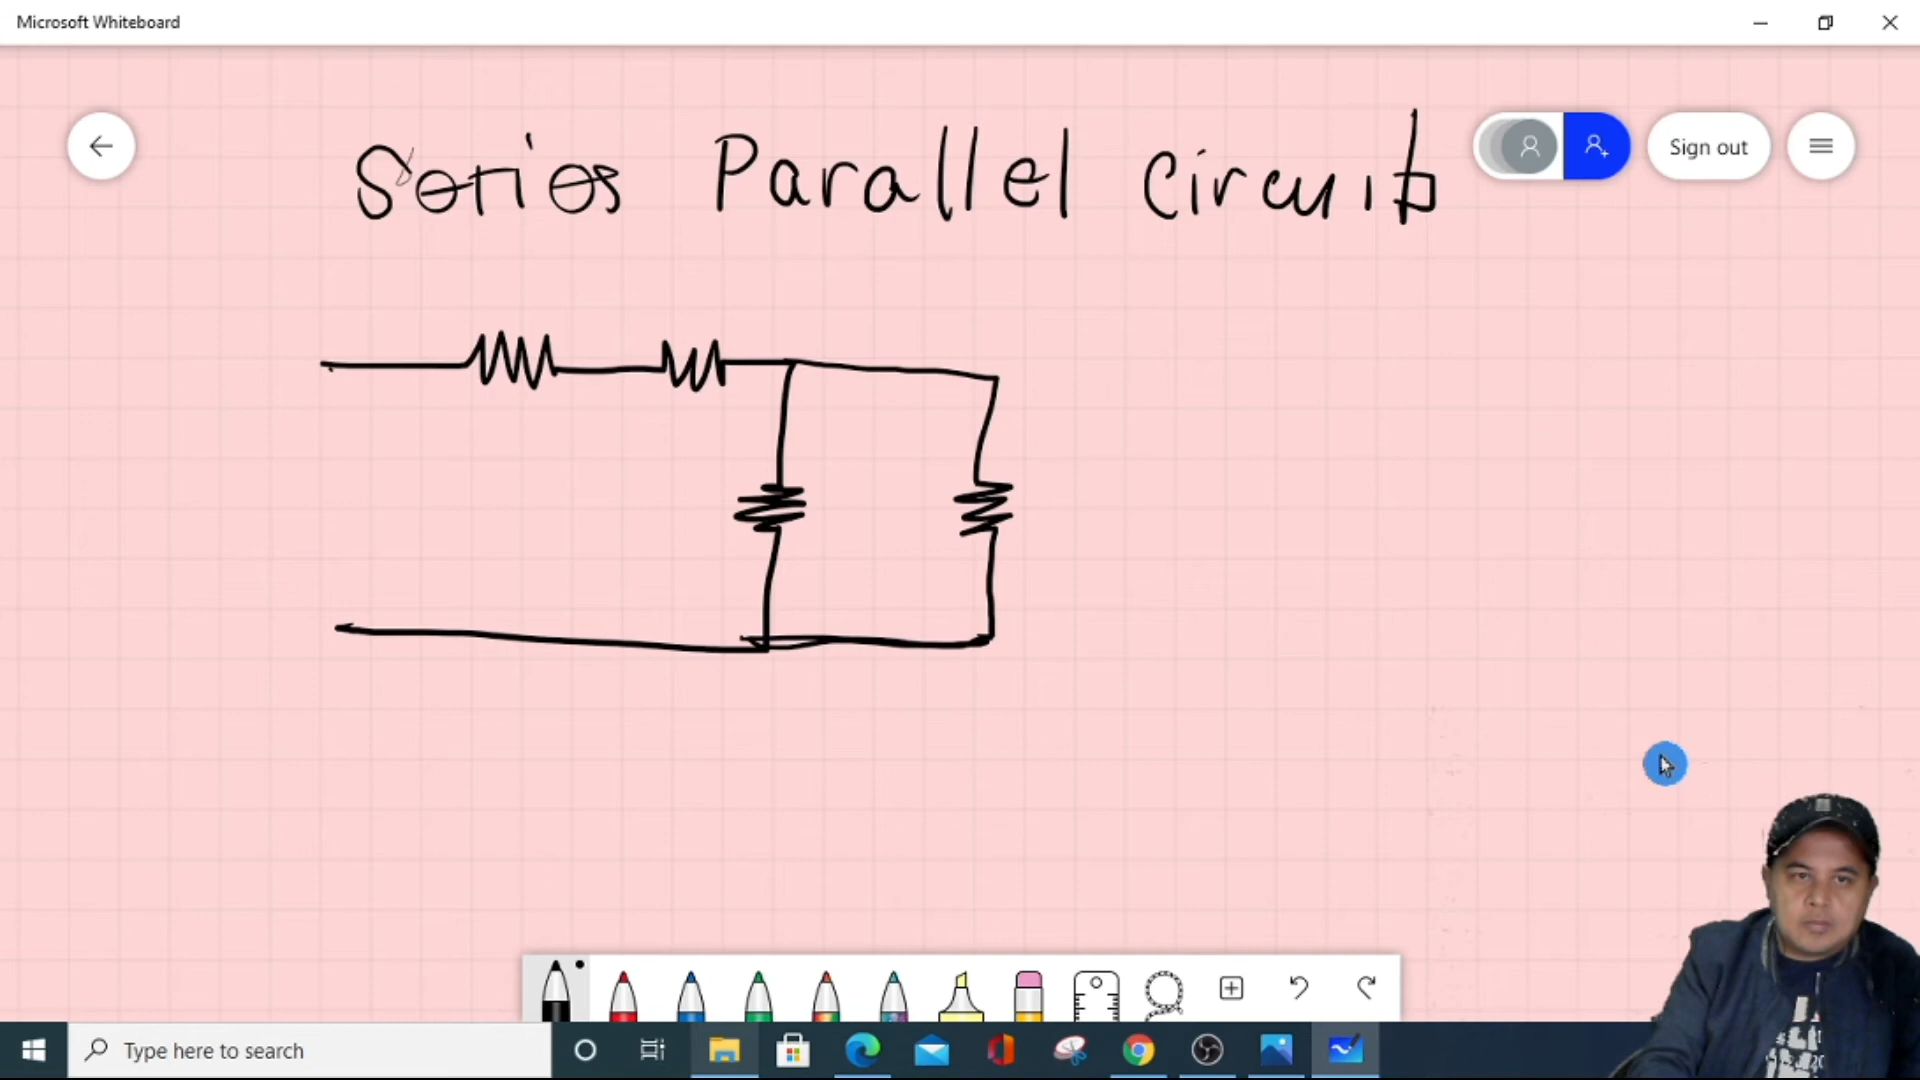 Microsoft Whiteboard
Series Parallel Circuit
Sign out
Type here to search